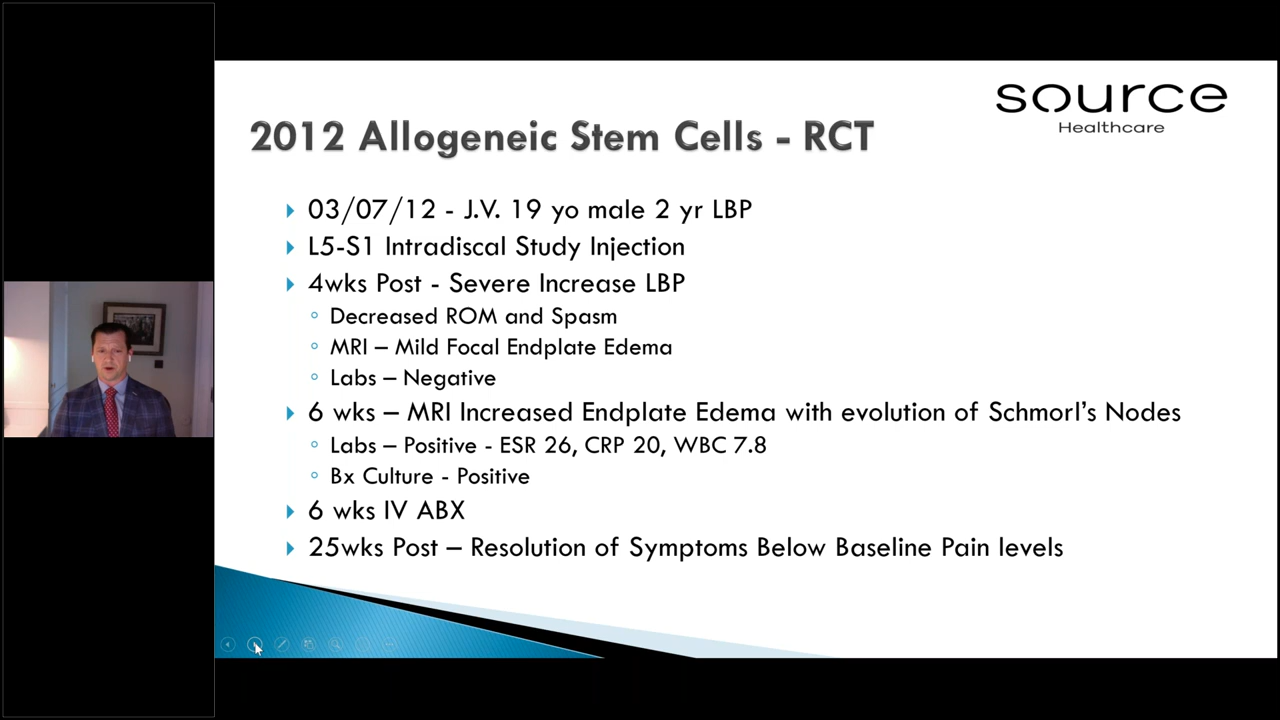 source
Healthcare
2012 Allogeneic Stem Cells - RCT
03/07/12 - J.V. 19 yo male 2 yr LBP
L5-S1 Intradiscal Study Injection
4wks Post - Severe Increase LBP
Decreased ROM and Spasm
MRI – Mild Focal Endplate Edema
Labs – Negative
6 wks – MRI Increased Endplate Edema with evolution of Schmorl's Nodes
Labs – Positive - ESR 26, CRP 20, WBC 7.8
Bx Culture - Positive
6 wks IV ABX
25wks Post – Resolution of Symptoms Below Baseline Pain levels